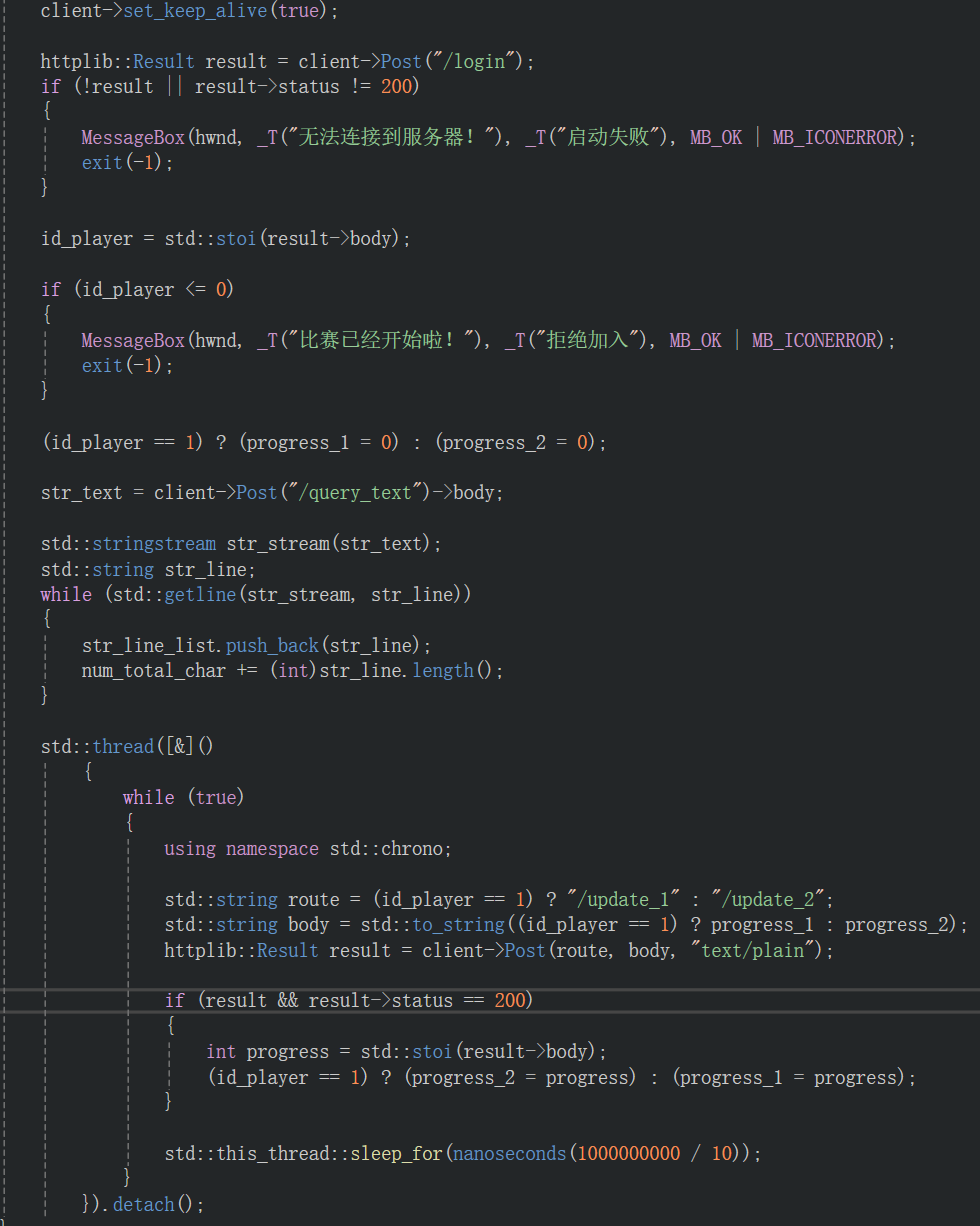 client->set_keep_alive(true);
httplib::Result result = client->Post("/login");
if (!result || result->status != 200)
{
MessageBox(hwnd, _T("无法连接到服务器！"), _T("启动失败"), MB_OK | MB_ICONERROR);
exit(-1);
}
id_player = std::stoi(result->body);
if (id_player <= 0)
{
MessageBox(hwnd, _T("比赛已经开始啦！"), _T("拒绝加入"), MB_OK | MB_ICONERROR);
exit(-1);
}
(id_player == 1) ? (progress_1 = 0) : (progress_2 = 0);
str_text = client->Post("/query_text")->body;
std::stringstream str_stream(str_text);
std::string str_line;
while (std::getline(str_stream, str_line))
{
str_line_list.push_back(str_line);
num_total_char += (int)str_line.length();
}
std::thread([&]()
{
while (true)
{
using namespace std::chrono;
std::string route = (id_player == 1) ? "/update_1" : "/update_2";
std::string body = std::to_string((id_player == 1) ? progress_1 : progress_2);
httplib::Result result = client->Post(route, body, "text/plain");
if (result && result->status == 200)
{
int progress = std::stoi(result->body);
(id_player == 1) ? (progress_2 = progress) : (progress_1 = progress);
}
std::this_thread::sleep_for(nanoseconds(1000000000 / 10));
}
}).detach();